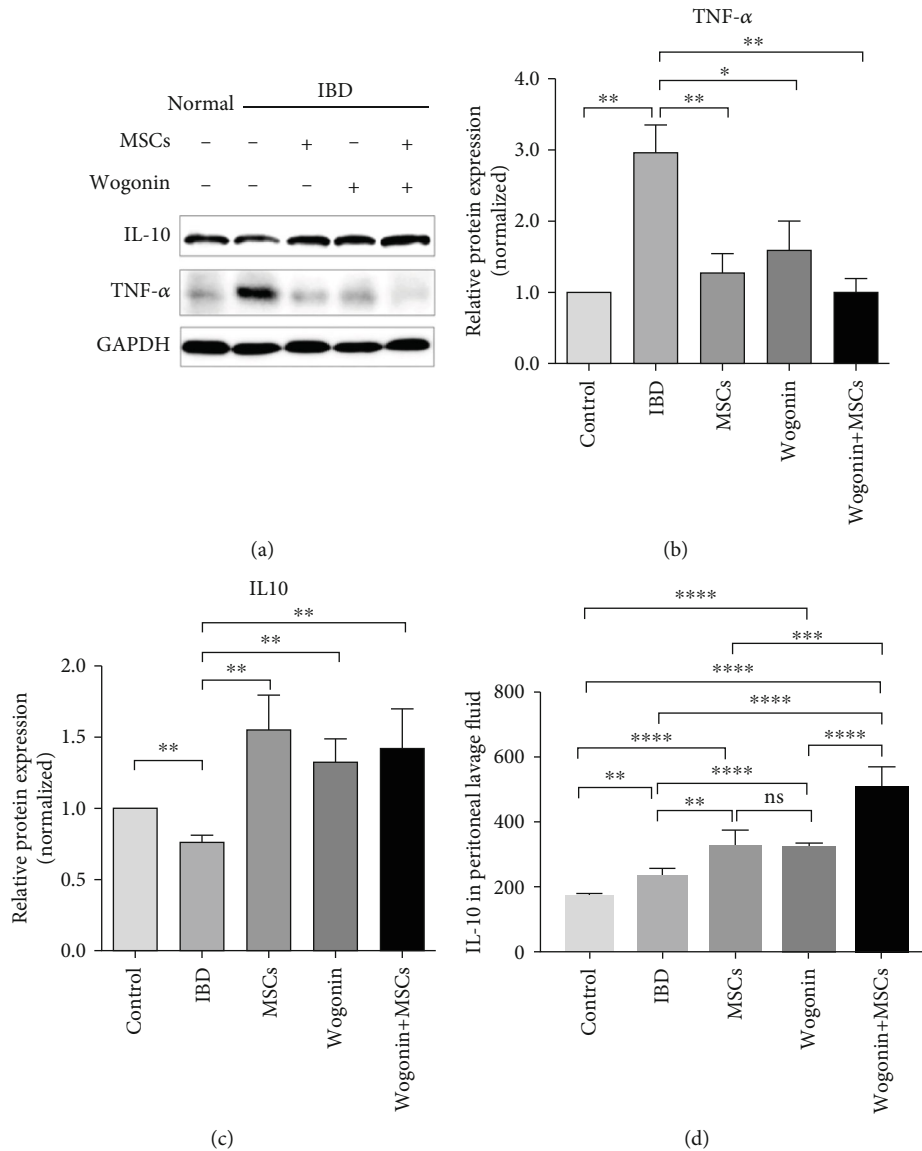 Normal
IBD
MSCs – – + – +
Wogonin – – – + +
IL-10
TNF-α
GAPDH
(a)
TNF-α
**
*
** **
Relative protein expression
(normalized)
4.0
3.0
2.0
1.0
0.0
Control
IBD
MSCs
Wogonin
Wogonin+MSCs
(b)
IL10
**
**
**
**
Relative protein expression
(normalized)
2.0
1.5
1.0
0.5
0.0
Control
IBD
MSCs
Wogonin
Wogonin+MSCs
(c)
****
***
****
****
**** ****
** ****
** ns
IL-10 in peritoneal lavage fluid
800
600
400
200
0
Control
IBD
MSCs
Wogonin
Wogonin+MSCs
(d)